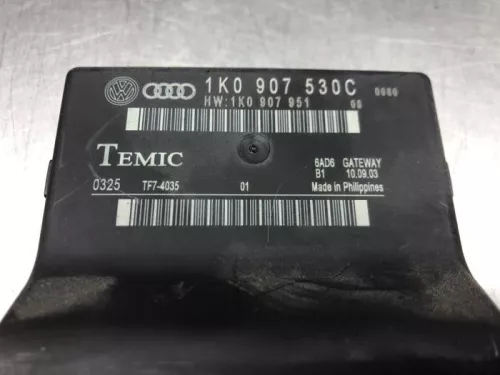 1K0 907 530C 0080
HW:1K0 907 951
TEMIC
6AD6 GATEWAY
B1 10.09.03
0325 TF7-4035 01 Made in Philippines